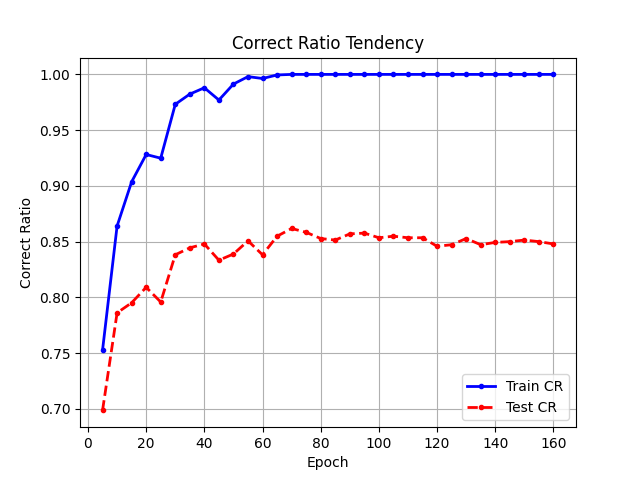 Correct Ratio Tendency
1.00
0.95
0.90
0.85
0.80
0.75
0.70
Correct Ratio
0 20 40 60 80 100 120 140 160
Epoch
Train CR
Test CR